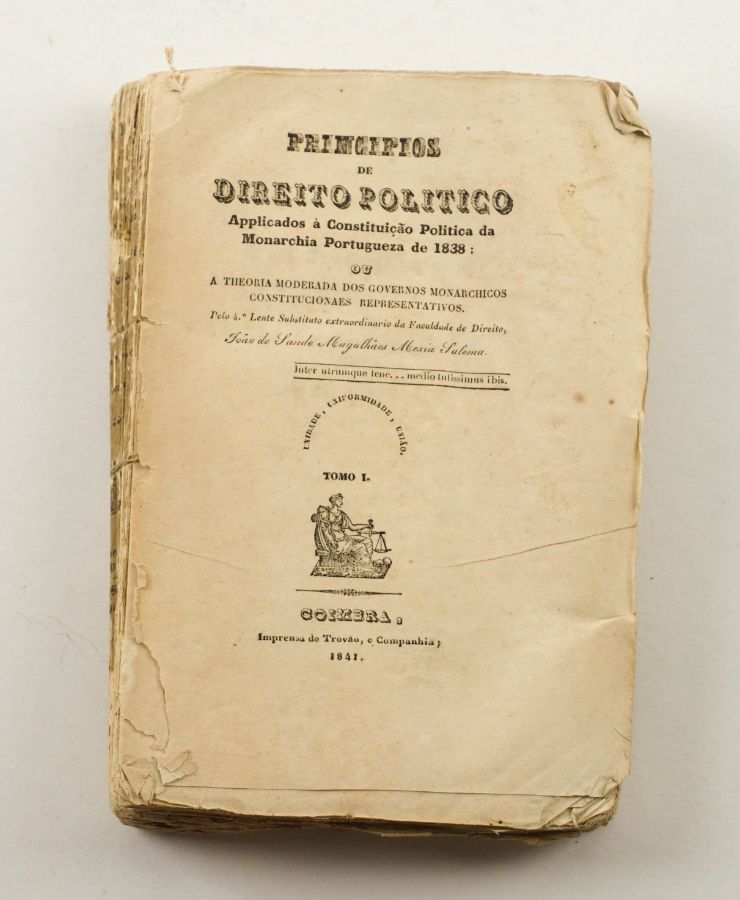 PRINCIPIOS
DE
DIREITO POLITICO
Applicados à Constituição Politica da
Monarchia Portugueza de 1838 :
OU
A THEORIA MODERADA DOS GOVERNOS MONARCHICOS
CONSTITUCIONAES REPRESENTATIVOS.
Pelo 4.º Lente Substituto extraordinario da Faculdade de Direito,
João de Sande Magalhães Mexia Salema.
Inter utrumque tene... medio tutissimus ibis.
UNIDADE, UNIFORMIDADE, UNIÃO.
TOMO I.
COIMBRA,
Imprensa de Trovão, e Companhia;
1841.